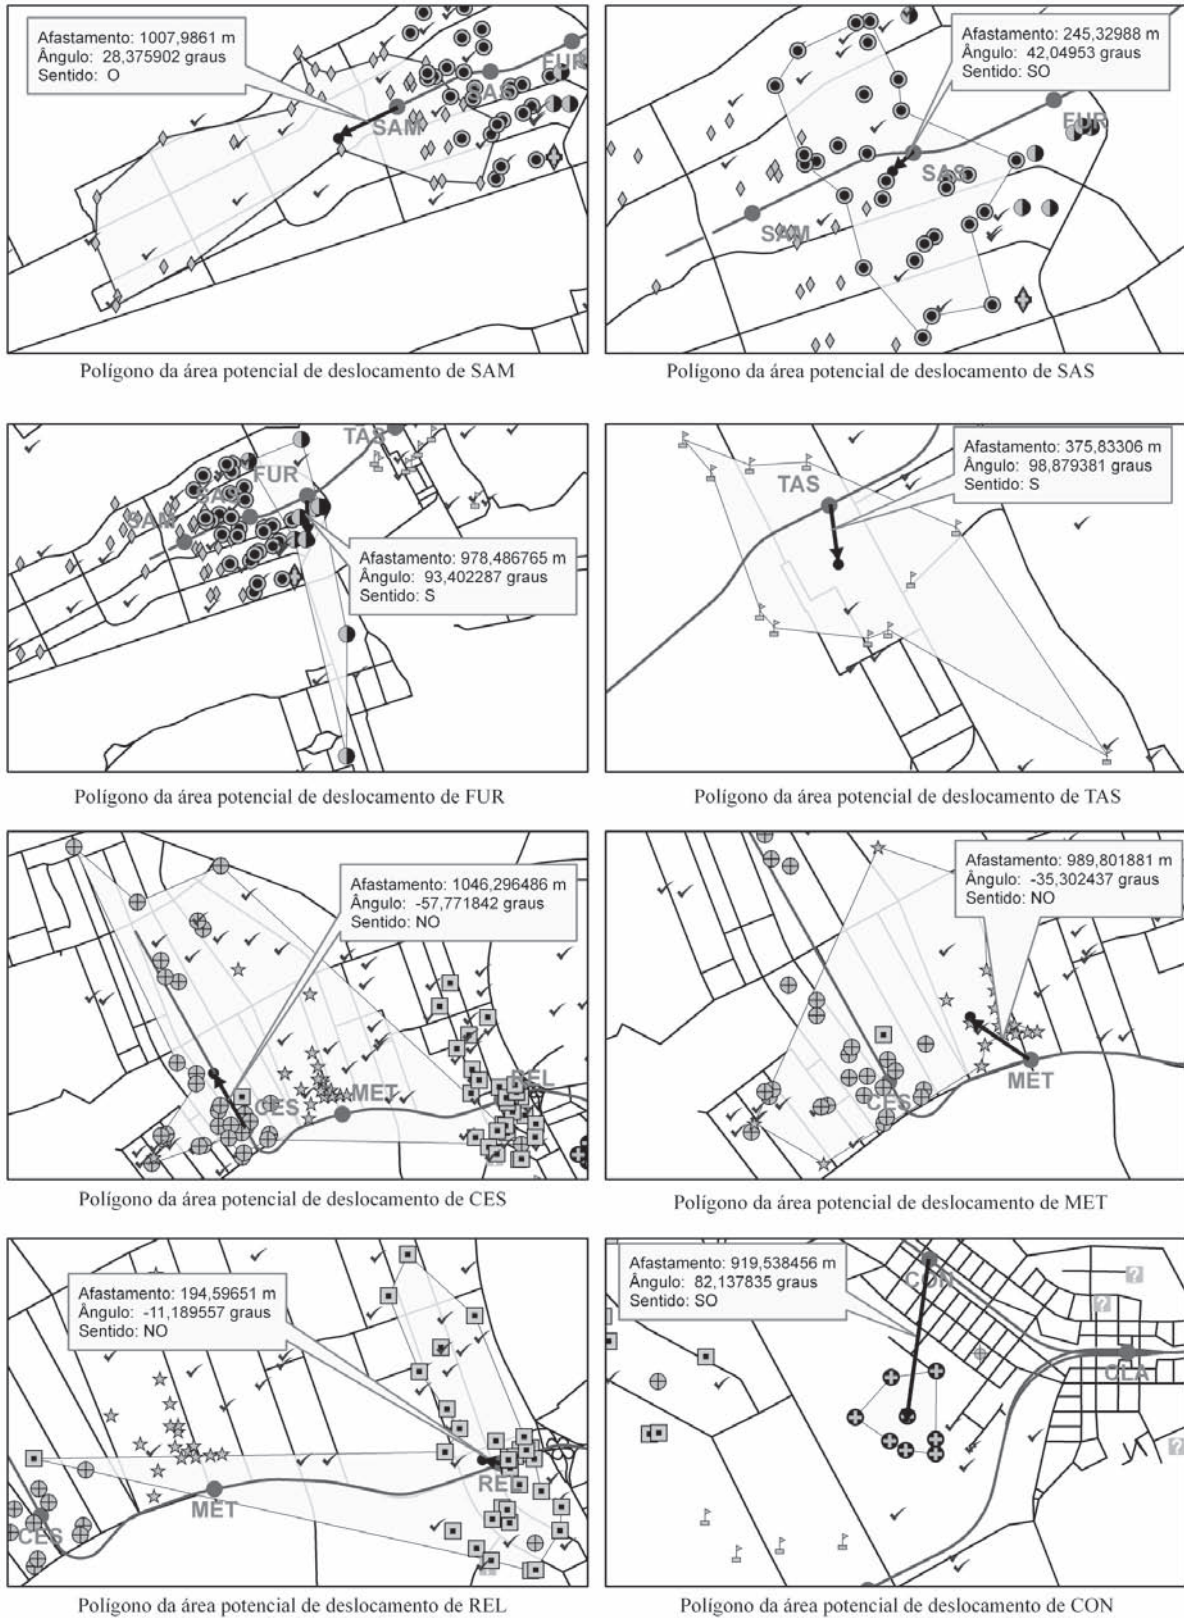 Afastamento: 1007,9861 m
Ângulo: 28,375902 graus
Sentido: O
FUR
SAS
SAM
Polígono da área potencial de deslocamento de SAM
Afastamento: 245,32988 m
Ângulo: 42,04953 graus
Sentido: SO
FUR
SAS
SAM
Polígono da área potencial de deslocamento de SAS
TAS
FUR
SAS
SAM
Afastamento: 978,486765 m
Ângulo: 93,402287 graus
Sentido: S
Polígono da área potencial de deslocamento de FUR
Afastamento: 375,83306 m
Ângulo: 98,879381 graus
Sentido: S
TAS
Polígono da área potencial de deslocamento de TAS
Afastamento: 1046,296486 m
Ângulo: -57,771842 graus
Sentido: NO
REL
MET
CES
Polígono da área potencial de deslocamento de CES
Afastamento: 989,801881 m
Ângulo: -35,302437 graus
Sentido: NO
MET
CES
Polígono da área potencial de deslocamento de MET
Afastamento: 194,59651 m
Ângulo: -11,189557 graus
Sentido: NO
REL
MET
CES
Polígono da área potencial de deslocamento de REL
Afastamento: 919,538456 m
Ângulo: 82,137835 graus
Sentido: SO
CON
?
?
CLA
?
Polígono da área potencial de deslocamento de CON